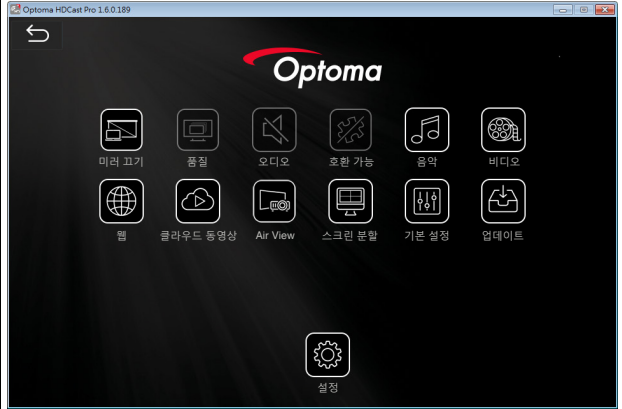 Optoma HDCast Pro 1.6.0.189
Optoma
미러 끄기 품질 오디오 호환 가능 음악 비디오
웹 클라우드 동영상 Air View 스크린 분할 기본 설정 업데이트
설정